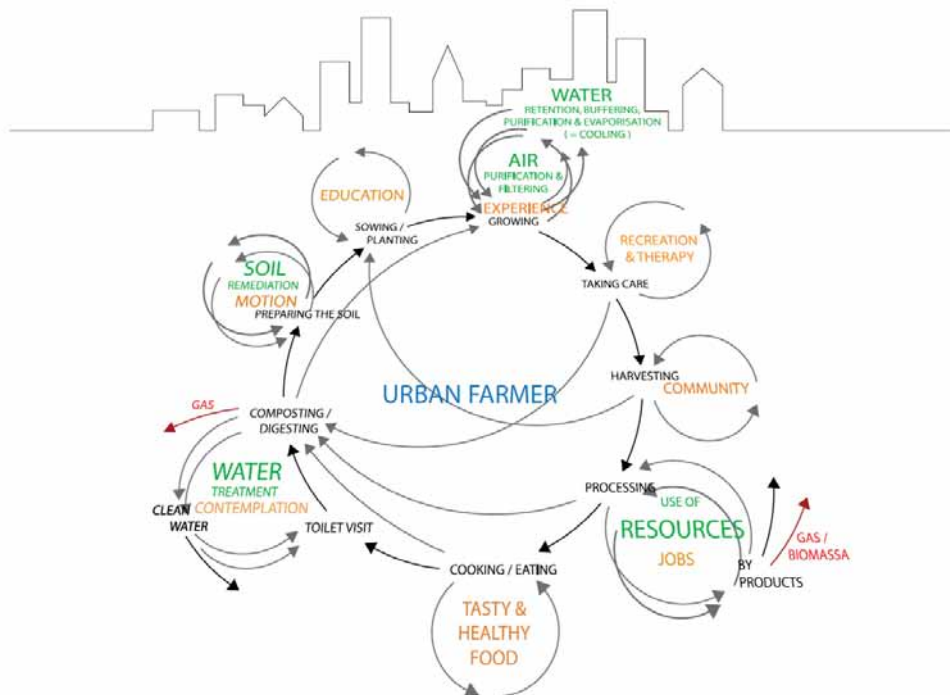 WATER
RETENTION, BUFFERING,
PURIFICATION & EVAPORISATION
( = COOLING )
AIR
PURIFICATION &
FILTERING
EXPERIENCE
GROWING
EDUCATION
SOWING /
PLANTING
RECREATION
& THERAPY
TAKING CARE
SOIL
REMEDIATION
MOTION
PREPARING THE SOIL
HARVESTING
COMMUNITY
URBAN FARMER
GAS
COMPOSTING /
DIGESTING
WATER
TREATMENT
CONTEMPLATION
CLEAN
WATER
TOILET VISIT
PROCESSING
USE OF
RESOURCES
JOBS
GAS /
BIOMASSA
BY
PRODUCTS
COOKING / EATING
TASTY &
HEALTHY
FOOD